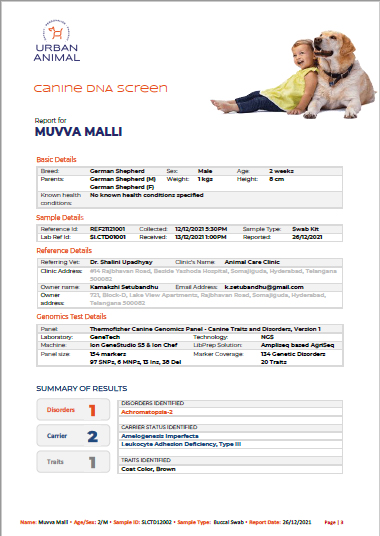 URBAN
ANIMAL
canine DNA screen
Report for
MUVVA MALLI
Basic Details
Breed: German Shepherd Sex: Male Age: 2 weeks
Parents: German Shepherd (M) Weight: 1 kgs Height: 8 cm
German Shepherd (F)
Known health No known health conditions specified
conditions:
Sample Details
Reference Id: REF21121001 Collected: 12/12/2021 5:30PM Sample Type: Swab Kit
Lab Ref Id: SLCTD01001 Received: 13/12/2021 1:00PM Reported: 26/12/2021
Reference Details
Referring Vet: Dr. Shalini Upadhyay Clinic's Name: Animal Care Clinic
Clinic Address: #14 Rajbhavan Road, Beside Yashoda Hospital, Somajiguda, Hyderabad, Telangana
500082
Owner name: Kamakzhi Setubandhu Email Address: k.setubandhu@gmail.com
Owner 721, Block-D, Lake View Apartments, Rajbhavan Road, Somajiguda, Hyderabad,
address: Telangana 500082
Genomics Test Details
Panel: Thermofisher Canine Genomics Panel - Canine Traits and Disorders, Version 1
Laboratory: GeneTech Technology: NGS
Machine: Ion GeneStudio S5 & Ion Chef LibPrep Solution: Ampliseq based AgriSeq
Panel size: 154 markers Marker Coverage: 134 Genetic Disorders
97 SNPs, 6 MNPs, 13 Ins, 38 Del 20 Traits
SUMMARY OF RESULTS
Disorders 1
DISORDERS IDENTIFIED
Achromatopsia-2
Carrier 2
CARRIER STATUS IDENTIFIED
Amelogenesis Imperfecta
Leukocyte Adhesion Deficiency, Type III
Traits 1
TRAITS IDENTIFIED
Coat Color, Brown
Name: Muvva Malli • Age/Sex: 2/M • Sample ID: SLCTD12002 • Sample Type: Buccal Swab • Report Date: 26/12/2021 Page | 3